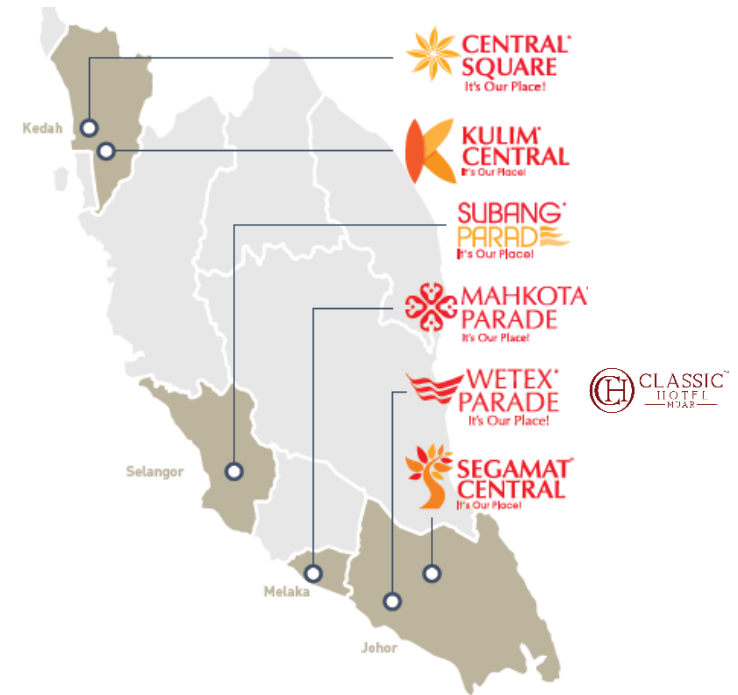 CENTRAL
SQUARE
It's Our Place!
Kedah
KULIM
CENTRAL
It's Our Place!
SUBANG
PARADE
It's Our Place!
MAHKOTA
PARADE
It's Our Place!
WETEX
PARADE
It's Our Place!
CH
CLASSIC
HOTEL
MUAR
SEGAMAT
CENTRAL
It's Our Place!
Selangor
Melaka
Johor